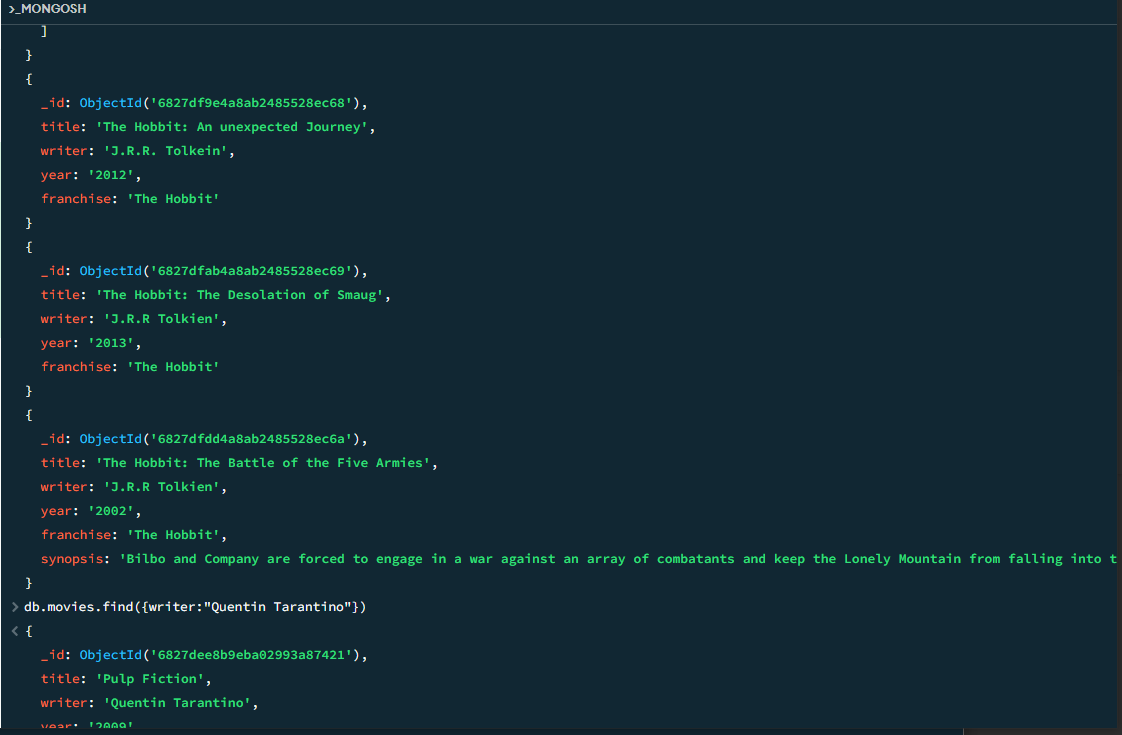 >_MONGOSH
]
}
{
_id: ObjectId('6827df9e4a8ab2485528ec68'),
title: 'The Hobbit: An unexpected Journey',
writer: 'J.R.R. Tolkein',
year: '2012',
franchise: 'The Hobbit'
}
{
_id: ObjectId('6827dfab4a8ab2485528ec69'),
title: 'The Hobbit: The Desolation of Smaug',
writer: 'J.R.R Tolkien',
year: '2013',
franchise: 'The Hobbit'
}
{
_id: ObjectId('6827dfdd4a8ab2485528ec6a'),
title: 'The Hobbit: The Battle of the Five Armies',
writer: 'J.R.R Tolkien',
year: '2002',
franchise: 'The Hobbit',
synopsis: 'Bilbo and Company are forced to engage in a war against an array of combatants and keep the Lonely Mountain from falling into t
}
> db.movies.find({writer:"Quentin Tarantino"})
< {
_id: ObjectId('6827dee8b9eba02993a87421'),
title: 'Pulp Fiction',
writer: 'Quentin Tarantino',
year: '2009'